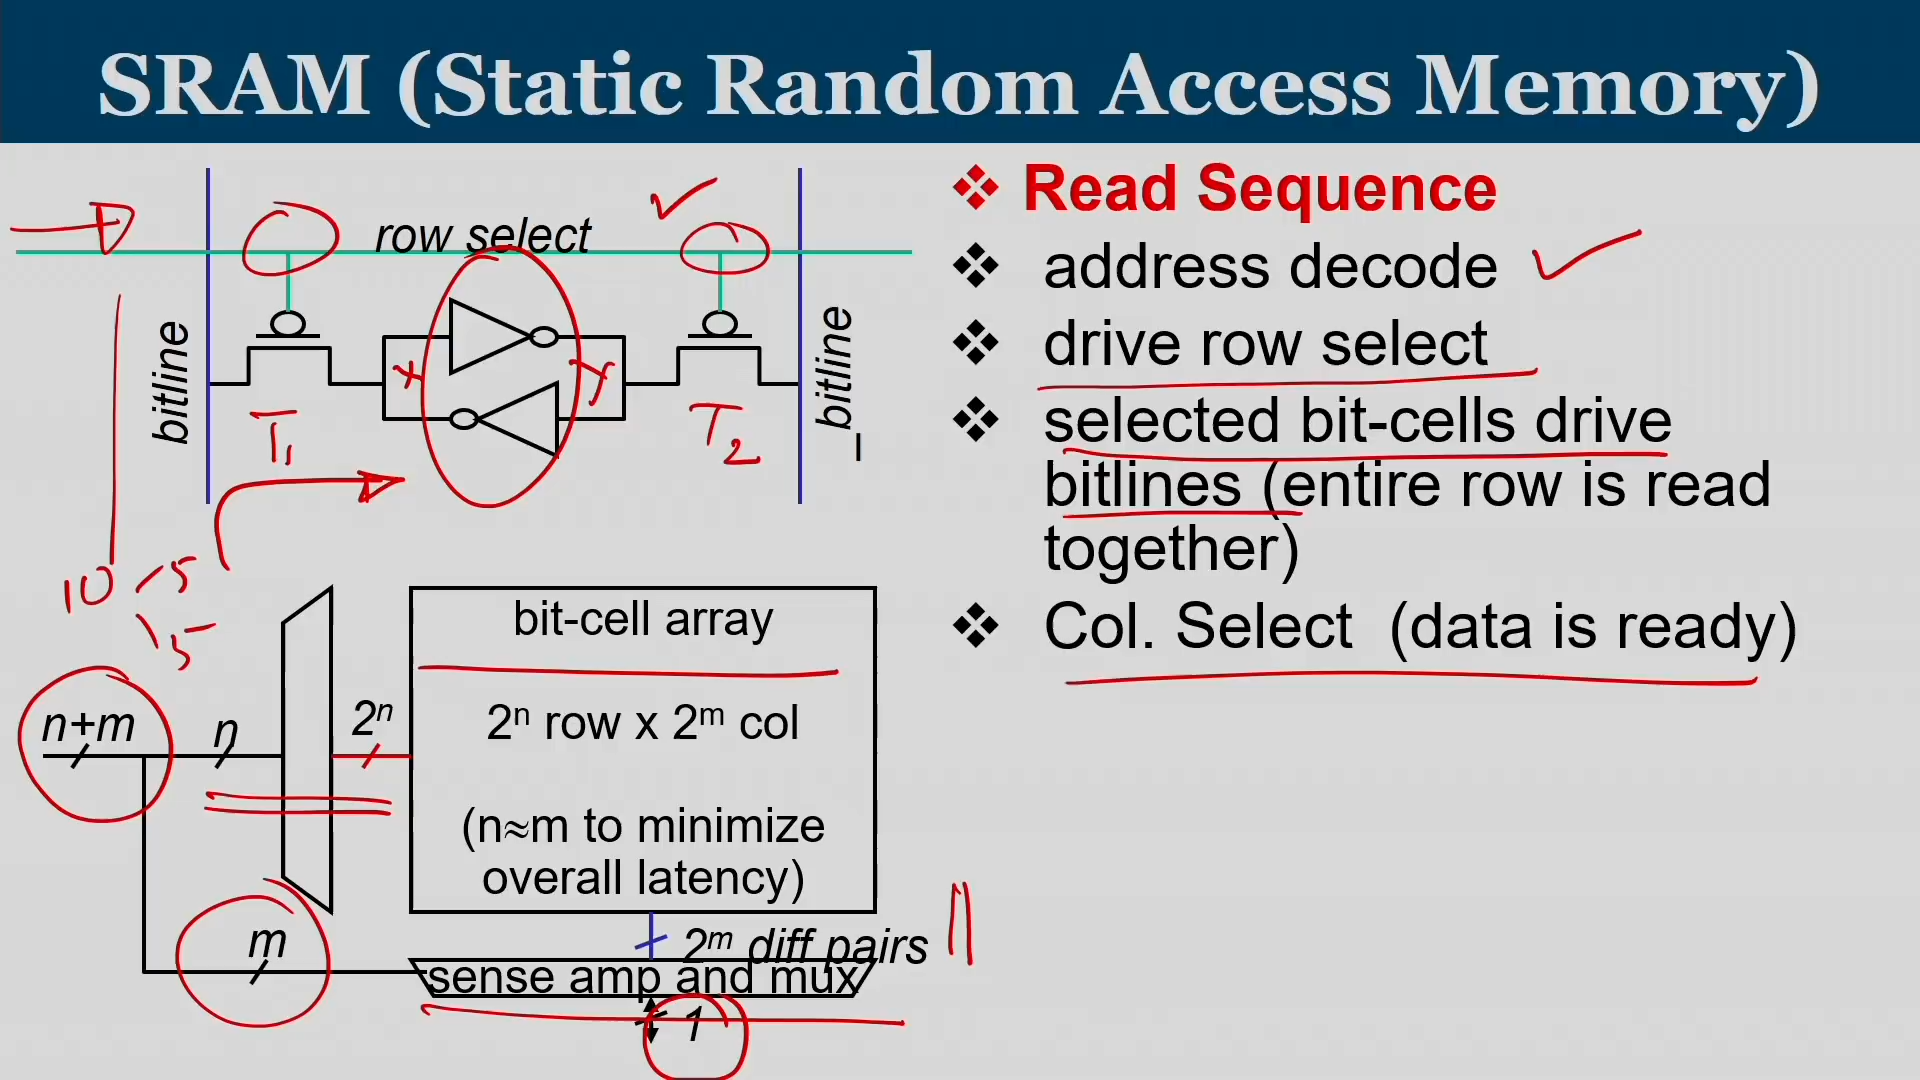 SRAM (Static Random Access Memory)
row select
bitline
_bitline
X
Y
T1
T2
10
5
5
n+m
n
2ⁿ
m
bit-cell array
2ⁿ row x 2ᵐ col
(n≈m to minimize
overall latency)
2ᵐ diff pairs
sense amp and mux
1
❖ Read Sequence
❖ address decode
❖ drive row select
❖ selected bit-cells drive
bitlines (entire row is read
together)
❖ Col. Select (data is ready)